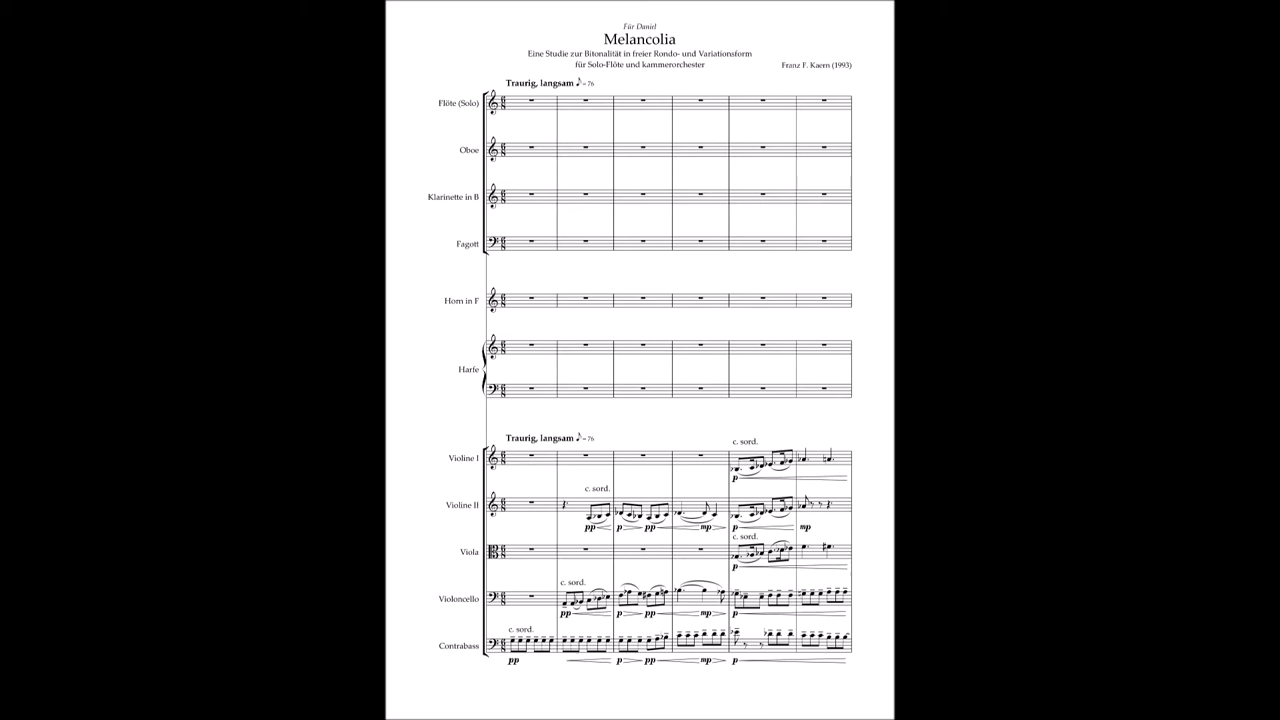 Für Daniel
Melancolia
Eine Studie zur Bitonalität in freier Rondo- und Variationsform
für Solo-Flöte und kammerorchester
Franz F. Kaern (1993)
Traurig, langsam ♪= 76
Flöte (Solo)
Oboe
Klarinette in B
Fagott
Horn in F
Harfe
Traurig, langsam ♪= 76
c. sord.
Violine I
p
c. sord.
Violine II
pp p pp mp p mp
c. sord.
Viola
p
c. sord.
Violoncello
pp p pp mp p
c. sord.
Contrabass
pp p pp mp p